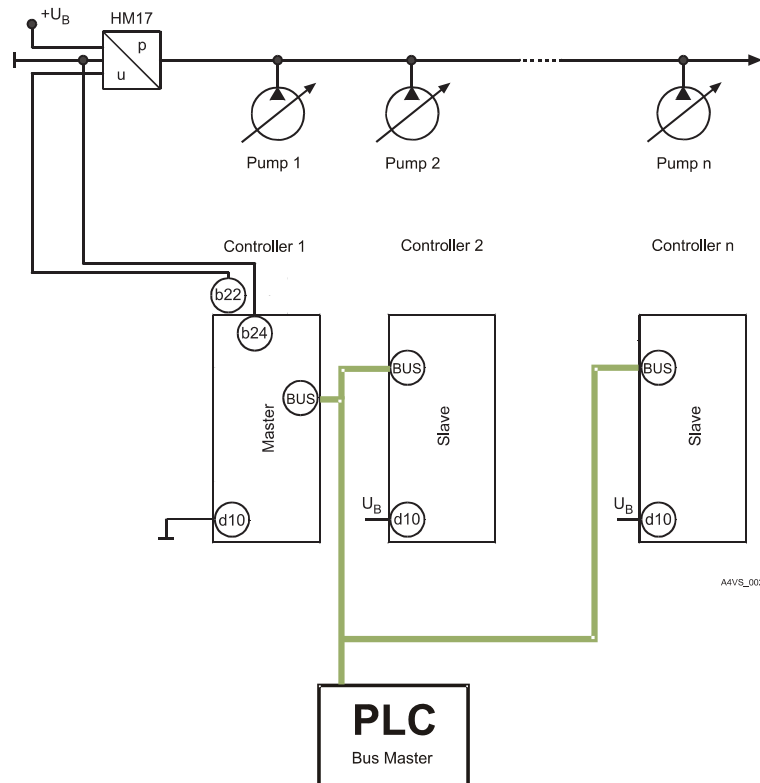 +UB
HM17
p
u
Pump 1
Pump 2
Pump n
Controller 1
Controller 2
Controller n
b22
b24
BUS
BUS
BUS
Master
Slave
Slave
d10
UB
d10
UB
d10
A4VS_002
PLC
Bus Master